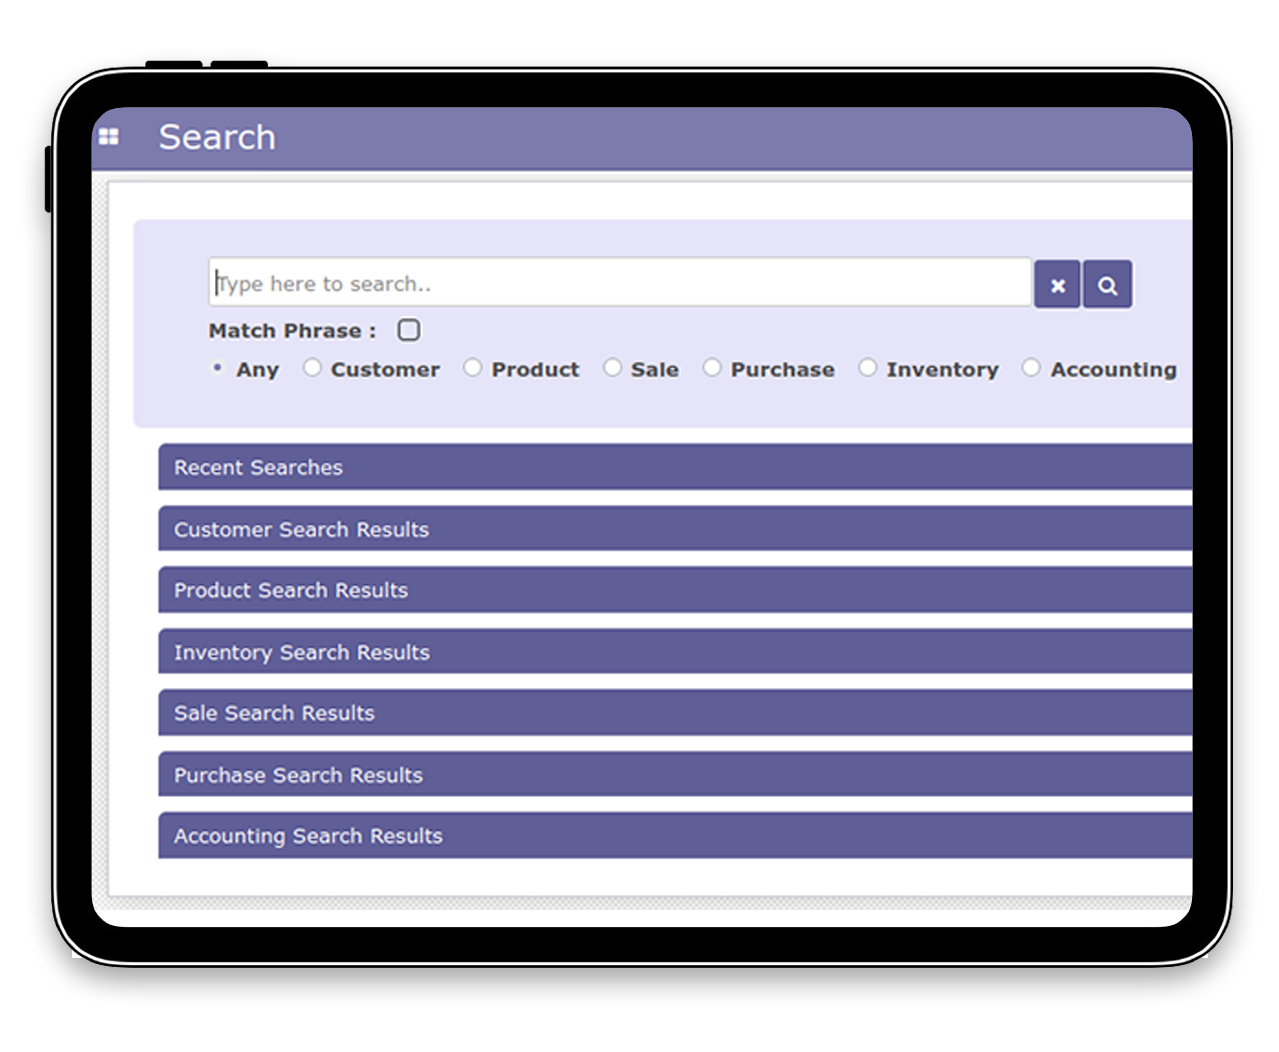 Search
Type here to search..
Match Phrase :
Any Customer Product Sale Purchase Inventory Accounting
Recent Searches
Customer Search Results
Product Search Results
Inventory Search Results
Sale Search Results
Purchase Search Results
Accounting Search Results